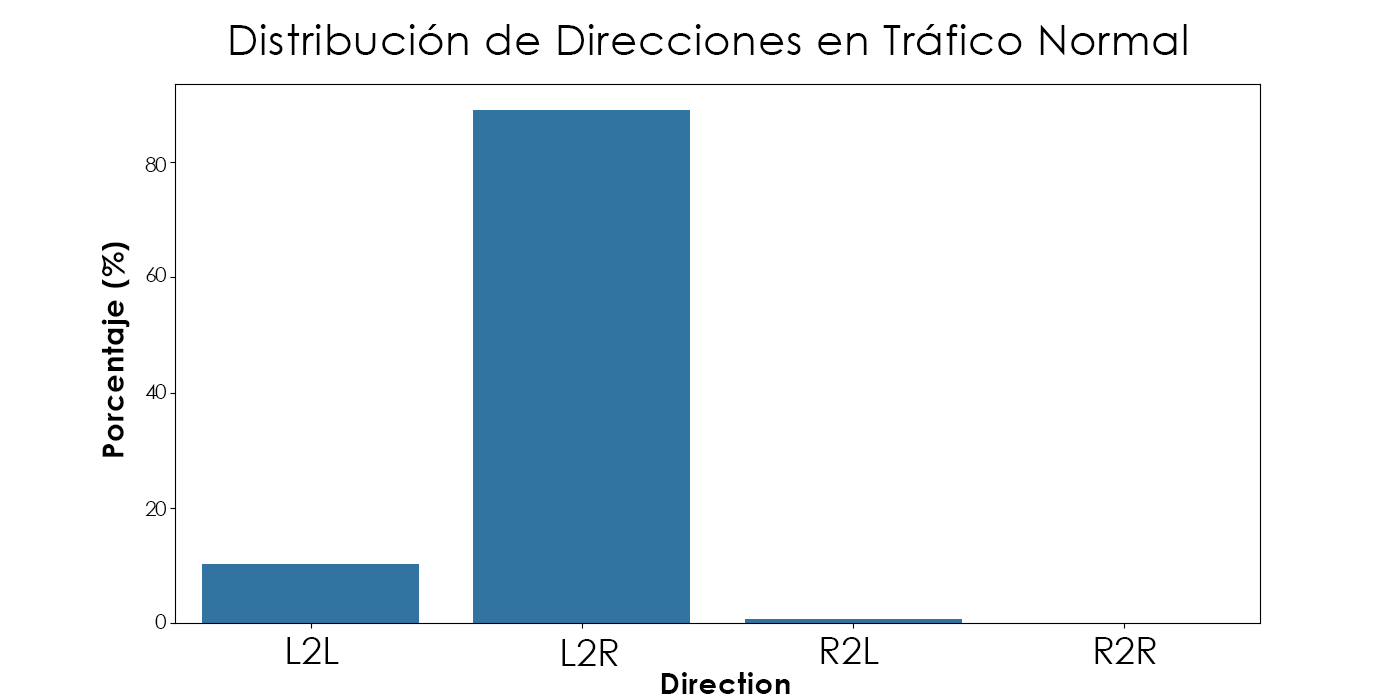 Distribución de Direcciones en Tráfico Normal
Porcentaje (%)
80
60
40
20
0
L2L L2R R2L R2R
Direction